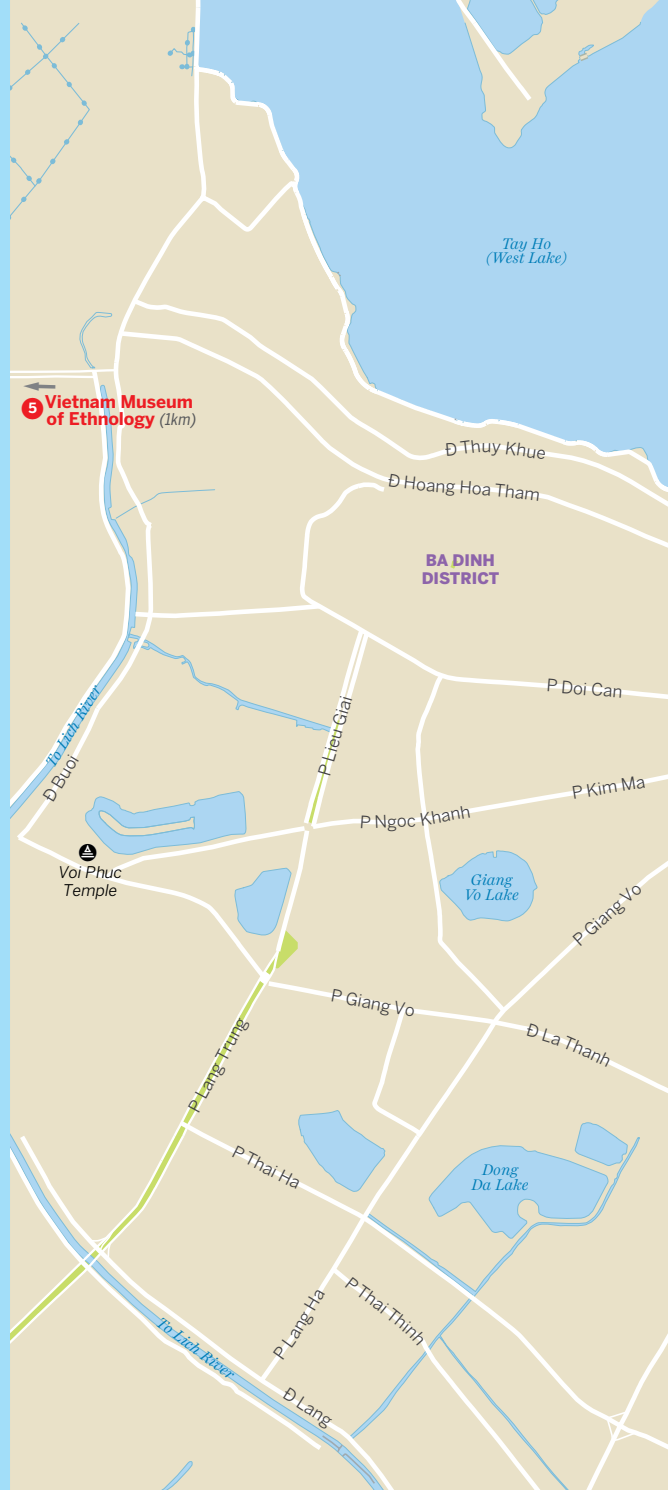 Tay Ho
(West Lake)
5
Vietnam Museum
of Ethnology (1km)
Đ Thuy Khue
Đ Hoang Hoa Tham
BA DINH
DISTRICT
P Doi Can
To Lich River
P Lieu Giai
Đ Buoi
P Kim Ma
P Ngoc Khanh
Voi Phuc
Temple
Giang
Vo Lake
P Giang Vo
P Giang Vo
Đ La Thanh
P Lang Trung
P Thai Ha
Dong
Da Lake
P Thai Thinh
P Lang Ha
To Lich River
Đ Lang